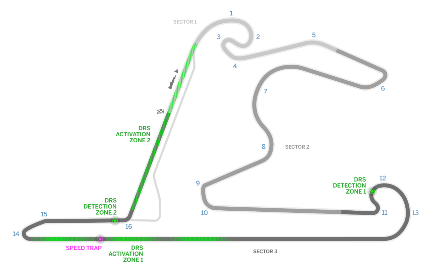 SECTOR 1
1
2
3
4
5
6
7
DRS
ACTIVATION
ZONE 2
8
SECTOR 2
9
10
DRS
DETECTION
ZONE 1
12
11
13
DRS
DETECTION
ZONE 2
15
16
14
SPEED TRAP
DRS
ACTIVATION
ZONE 1
SECTOR 3